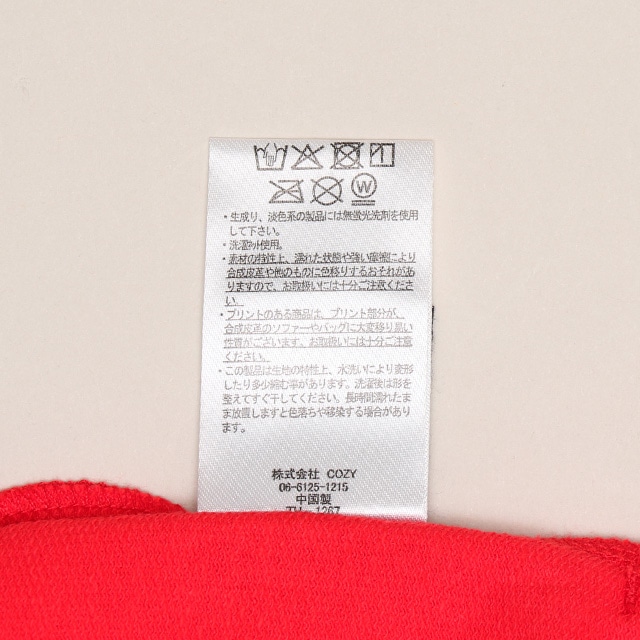 ・生成り、淡色系の製品には無蛍光洗剤を使用
して下さい。
・洗濯ネット使用。
・素材の特性上、濡れた状態や強い摩擦により
合成皮革や他のものに色移りするおそれがあ
りますので、お取扱いには十分ご注意くださ
い。
・プリントのある商品は、プリント部分が、
合成皮革のソファーやバッグに大変移り易い
性質がございます。お取扱いには十分ご注意
ください。
・この製品は生地の特性上、水洗いにより変形
したり多少縮む事があります。洗濯後は形を
整えてすぐ干してください。長時間濡れたま
ま放置しますと色落ちや移染する場合があり
ます。
株式会社 COZY
06-6125-1215
中国製